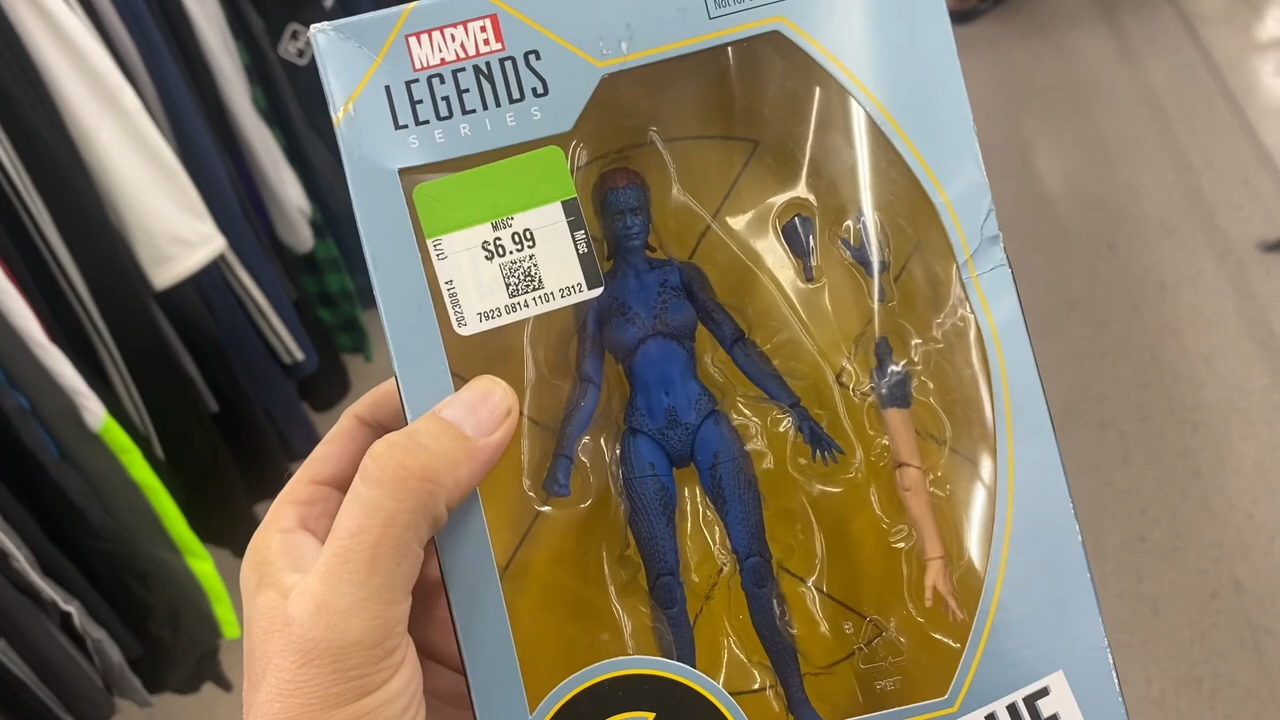 MARVEL
LEGENDS
SERIES
MISC*
$6.99
(1/1)
Misc
20230814
7923 0814 1101 2312
B
PET